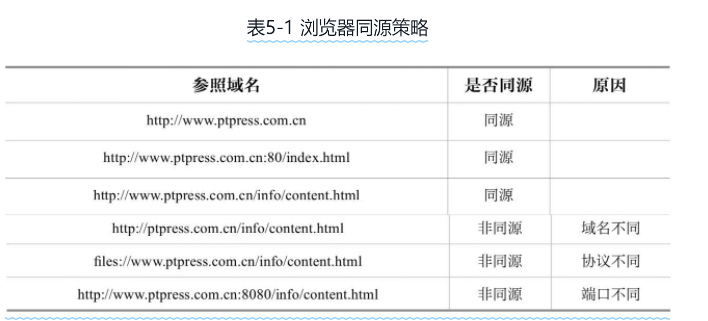 表5-1 浏览器同源策略
参照域名 是否同源 原因
http://www.ptpress.com.cn 同源
http://www.ptpress.com.cn:80/index.html 同源
http://www.ptpress.com.cn/info/content.html 同源
http://ptpress.com.cn/info/content.html 非同源 域名不同
files://www.ptpress.com.cn/info/content.html 非同源 协议不同
http://www.ptpress.com.cn:8080/info/content.html 非同源 端口不同